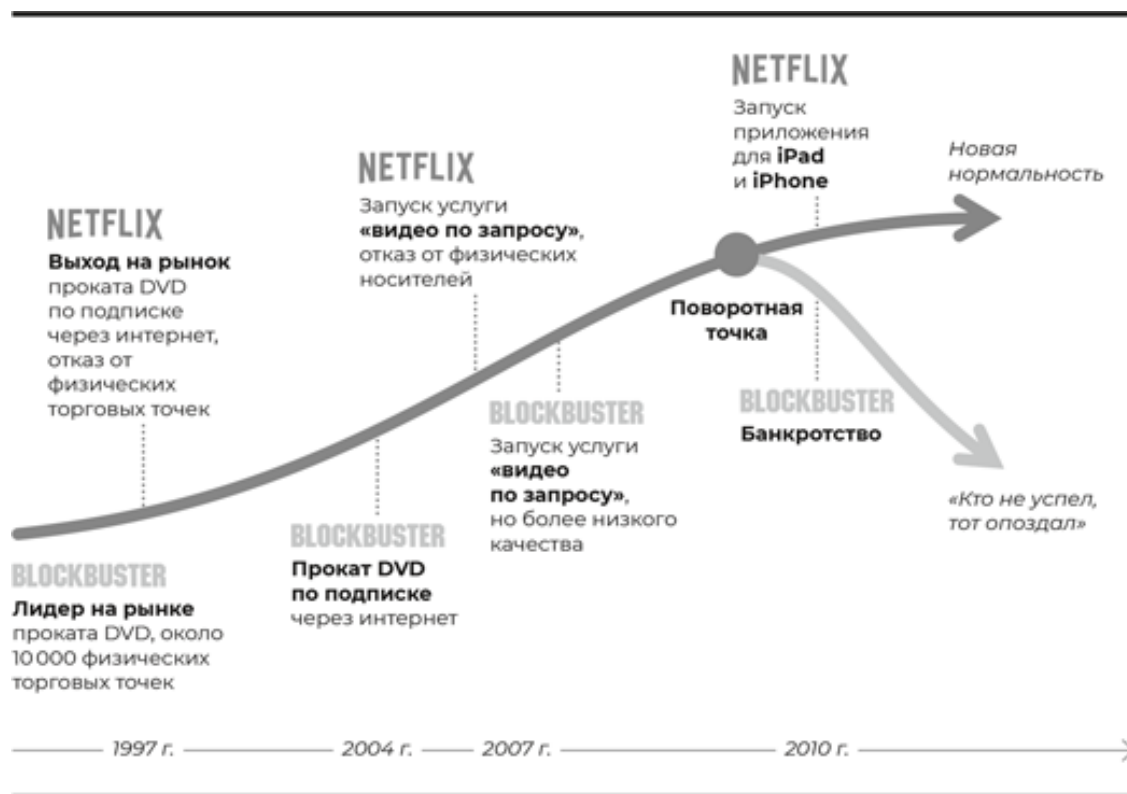 NETFLIX
Выход на рынок
проката DVD
по подписке
через интернет,
отказ от
физических
торговых точек
NETFLIX
Запуск услуги
«видео по запросу»,
отказ от физических
носителей
NETFLIX
Запуск
приложения
для iPad
и iPhone
Новая
нормальность
Поворотная
точка
BLOCKBUSTER
Лидер на рынке
проката DVD, около
10 000 физических
торговых точек
BLOCKBUSTER
Прокат DVD
по подписке
через интернет
BLOCKBUSTER
Запуск услуги
«видео
по запросу»,
но более низкого
качества
BLOCKBUSTER
Банкротство
«Кто не успел,
тот опоздал»
1997 г.
2004 г.
2007 г.
2010 г.